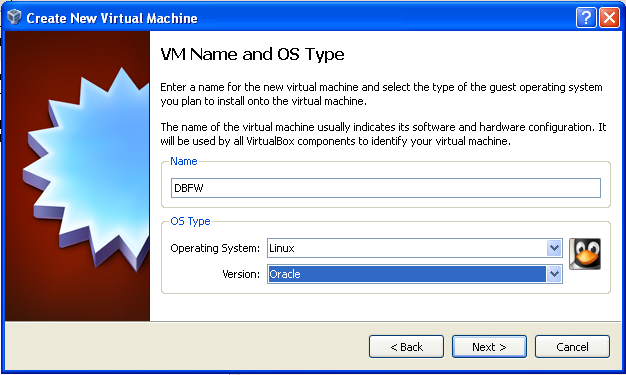 Create New Virtual Machine
VM Name and OS Type
Enter a name for the new virtual machine and select the type of the guest operating system
you plan to install onto the virtual machine.
The name of the virtual machine usually indicates its software and hardware configuration. It
will be used by all VirtualBox components to identify your virtual machine.
Name
DBFW
OS Type
Operating System: Linux
Version: Oracle
< Back Next > Cancel